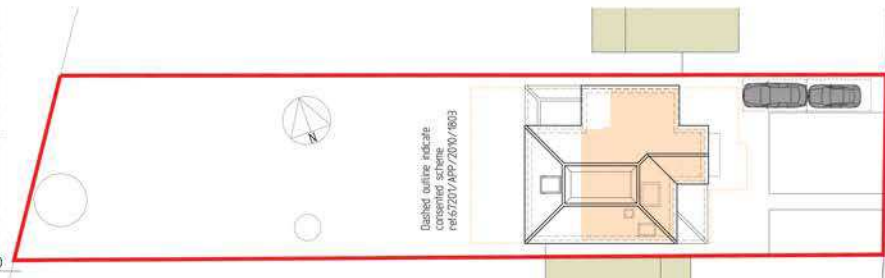 N
Dashed outline indicate
consented scheme
ref.67201/APP/2010/1803